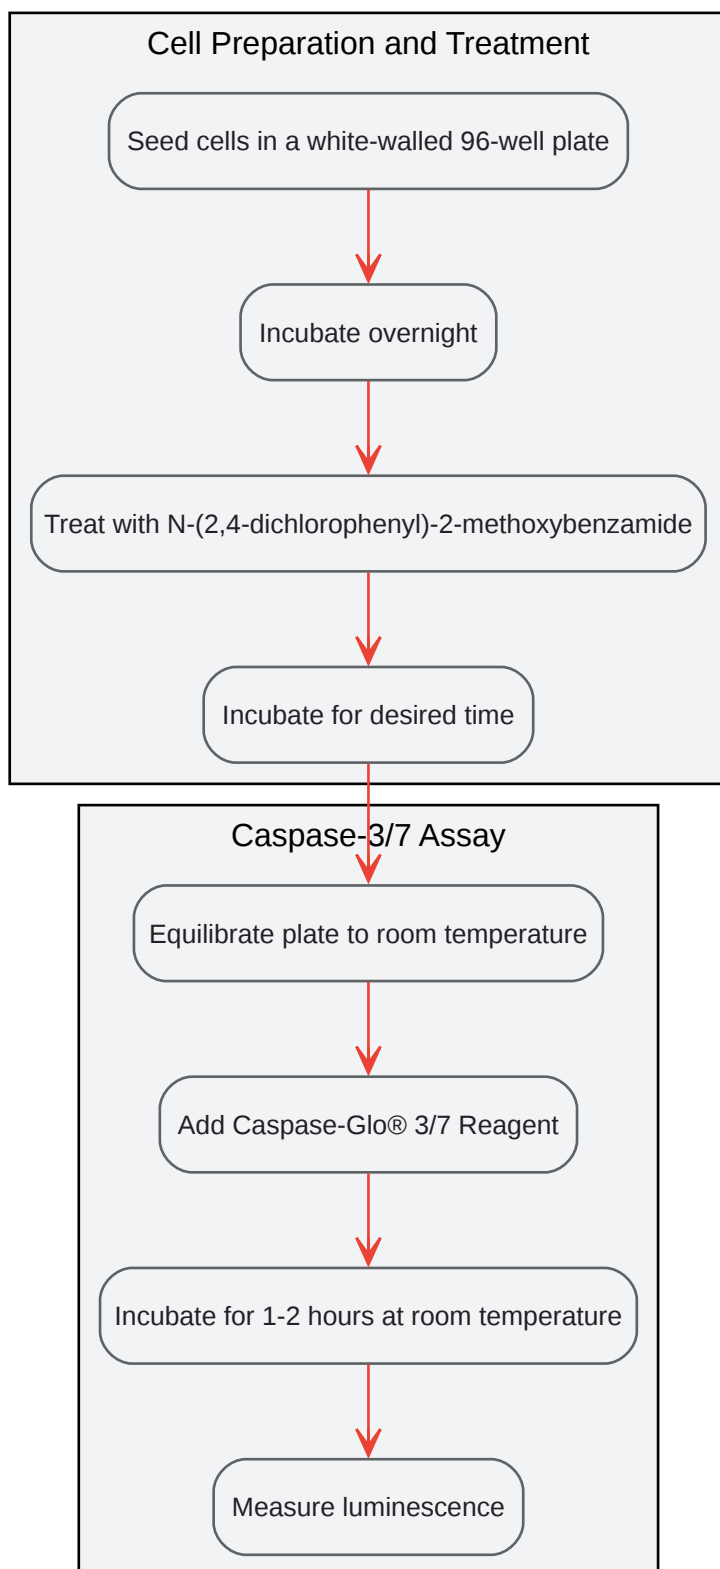 Cell Preparation and Treatment
Seed cells in a white-walled 96-well plate
Incubate overnight
Treat with N-(2,4-dichlorophenyl)-2-methoxybenzamide
Incubate for desired time
Caspase-3/7 Assay
Equilibrate plate to room temperature
Add Caspase-Glo® 3/7 Reagent
Incubate for 1-2 hours at room temperature
Measure luminescence